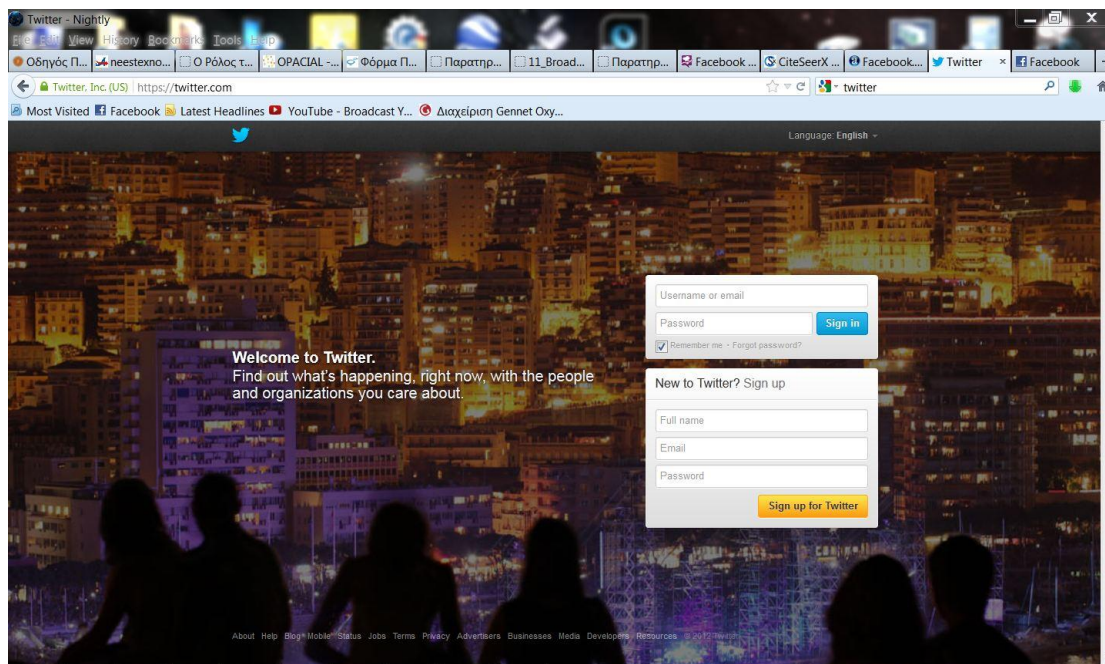 Twitter - Nightly
File Edit View History Bookmarks Tools Help
Οδηγός Π... neestexno... Ο Ρόλος τ... OPACIAL -... Φόρμα Π... Παρατηρ... 11_Broad... Παρατηρ... Facebook ... CiteSeerX ... Facebook.... Twitter × Facebook
Twitter, Inc. (US) https://twitter.com twitter
Most Visited Facebook Latest Headlines YouTube - Broadcast Y... Διαχείριση Gennet Oxy...
Language: English
Username or email
Password Sign in
Remember me · Forgot password?
Welcome to Twitter.
Find out what's happening, right now, with the people
and organizations you care about.
New to Twitter? Sign up
Full name
Email
Password
Sign up for Twitter
About Help Blog Mobile Status Jobs Terms Privacy Advertisers Businesses Media Developers Resources © 2012 Twitter